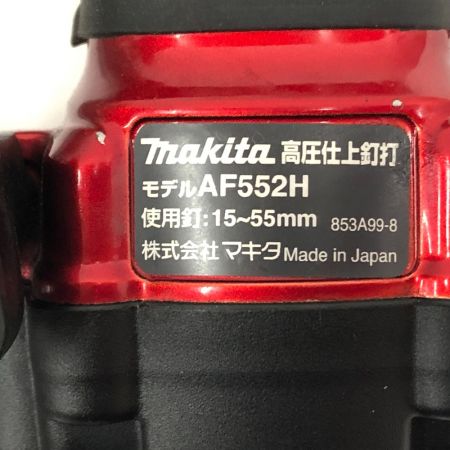 makita 高圧仕上釘打
モデルAF552H
使用釘:15~55mm 853A99-8
株式会社マキタ Made in Japan